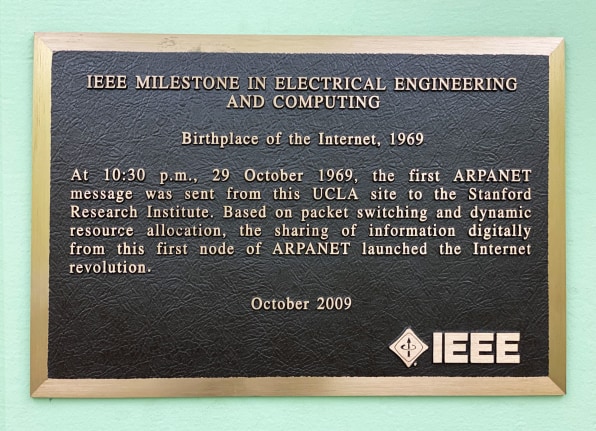 IEEE MILESTONE IN ELECTRICAL ENGINEERING
AND COMPUTING
Birthplace of the Internet, 1969
At 10:30 p.m., 29 October 1969, the first ARPANET
message was sent from this UCLA site to the Stanford
Research Institute. Based on packet switching and dynamic
resource allocation, the sharing of information digitally
from this first node of ARPANET launched the Internet
revolution.
October 2009
IEEE